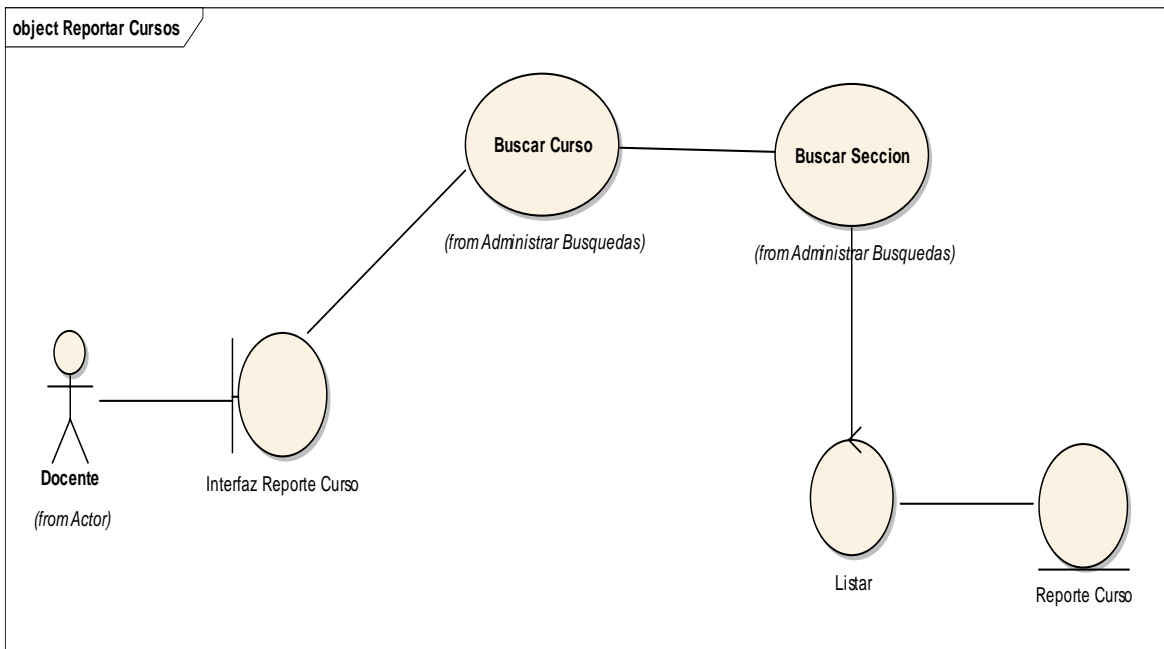 object Reportar Cursos
Buscar Curso
Buscar Seccion
(from Administrar Busquedas)
(from Administrar Busquedas)
Docente
(from Actor)
Interfaz Reporte Curso
Listar
Reporte Curso